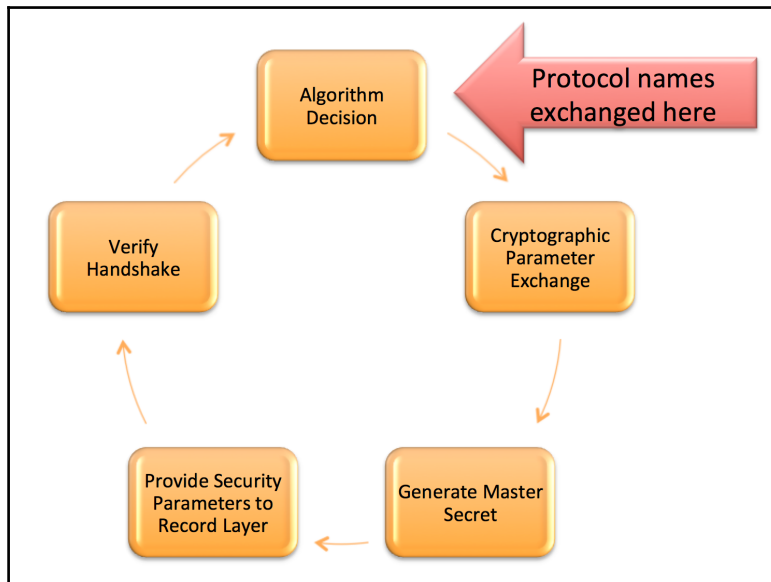 Algorithm
Decision
Protocol names
exchanged here
Cryptographic
Parameter
Exchange
Generate Master
Secret
Provide Security
Parameters to
Record Layer
Verify
Handshake